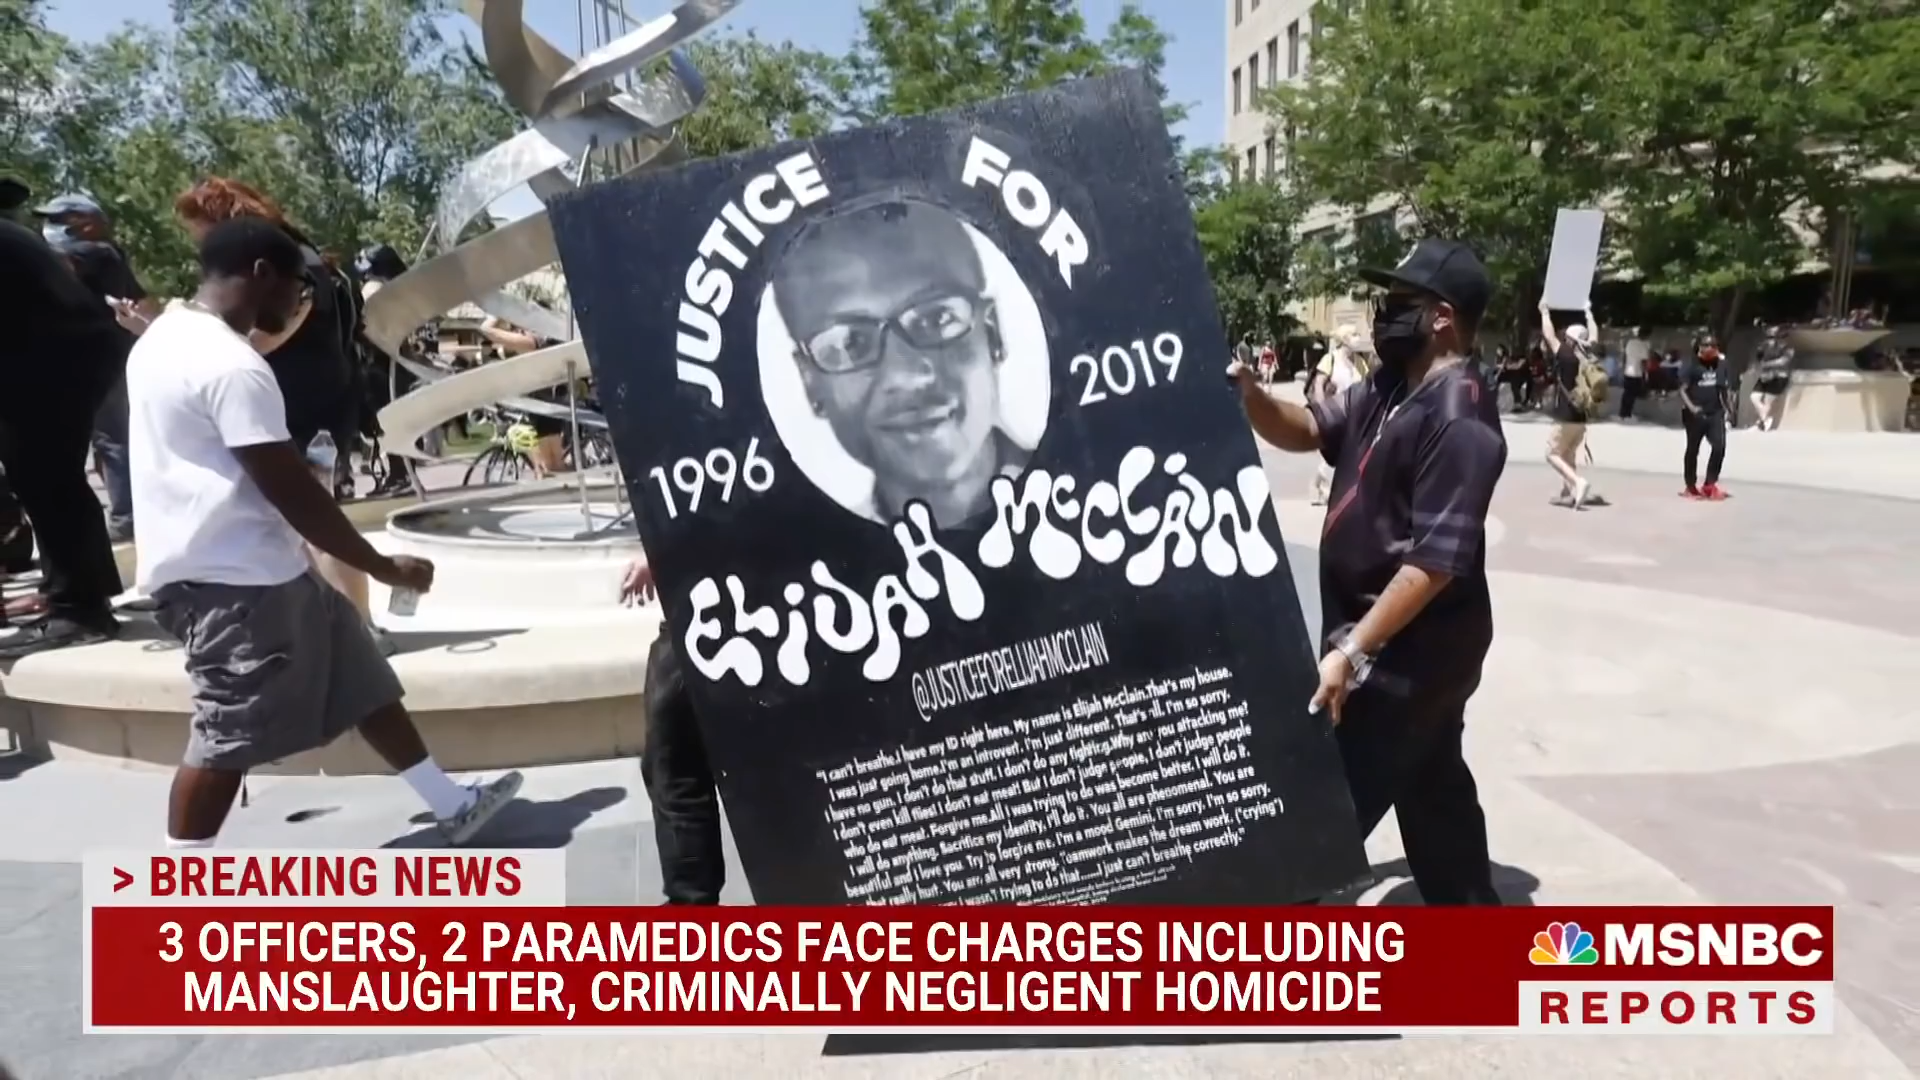 JUSTICE FOR
1996
2019
ELiJAH McCLAiN
@JUSTICEFORELIJAHMCCLAIN
"I can't breathe.I have my ID right here. My name is Elijah McClain.That's my house.
I was just going home.I'm an introvert. I'm just different. That's all. I'm so sorry.
I have no gun. I don't do that stuff. I don't do any fighting.Why are you attacking me?
I don't even kill flies! I don't eat meat! But I don't judge people, I don't judge people
who do eat meat. Forgive me.All I was trying to do was become better. I will do it.
I will do anything. Sacrifice my identity, I'll do it. You all are phenomenal. You are
beautiful and I love you. Try to forgive me. I'm a mood Gemini. I'm sorry. I'm so sorry.
that really hurt. You are all very strong. Teamwork makes the dream work. ("crying")
I wasn't trying to do that.....I just can't breathe correctly."
> BREAKING NEWS
3 OFFICERS, 2 PARAMEDICS FACE CHARGES INCLUDING
MANSLAUGHTER, CRIMINALLY NEGLIGENT HOMICIDE
MSNBC
REPORTS